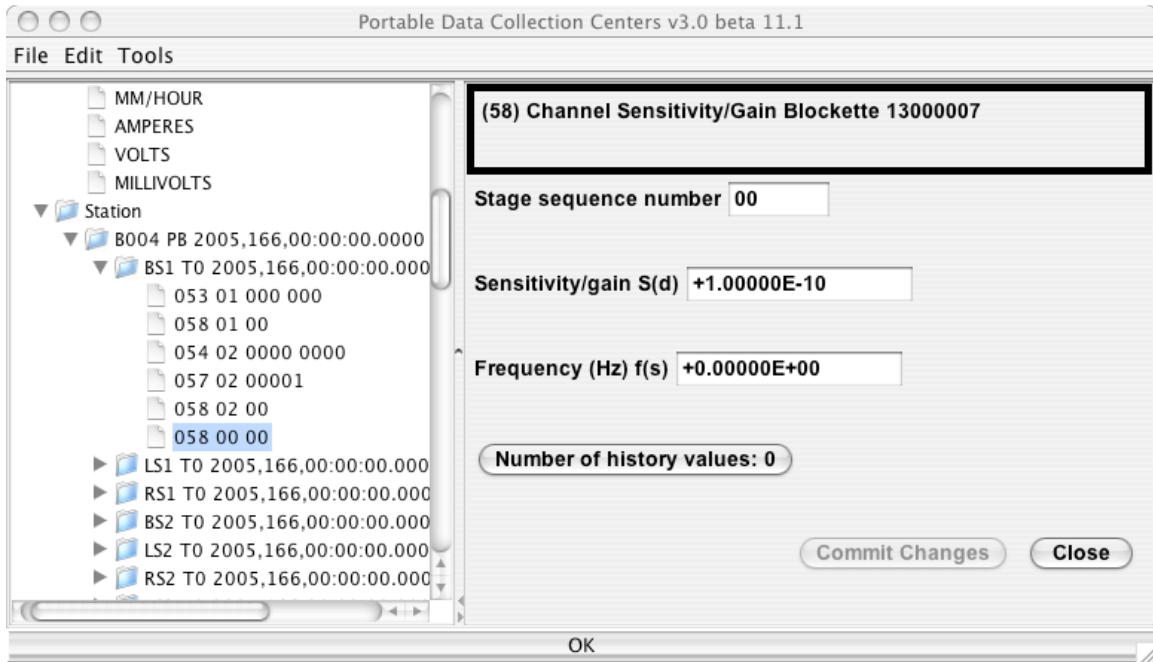 Portable Data Collection Centers v3.0 beta 11.1
File Edit Tools
MM/HOUR
AMPERES
VOLTS
MILLIVOLTS
Station
B004 PB 2005,166,00:00:00.0000
BS1 T0 2005,166,00:00:00.000
053 01 000 000
058 01 00
054 02 0000 0000
057 02 00001
058 02 00
058 00 00
LS1 T0 2005,166,00:00:00.000
RS1 T0 2005,166,00:00:00.000
BS2 T0 2005,166,00:00:00.000
LS2 T0 2005,166,00:00:00.000
RS2 T0 2005,166,00:00:00.000
(58) Channel Sensitivity/Gain Blockette 13000007
Stage sequence number 00
Sensitivity/gain S(d) +1.00000E-10
Frequency (Hz) f(s) +0.00000E+00
Number of history values: 0
Commit Changes Close
OK